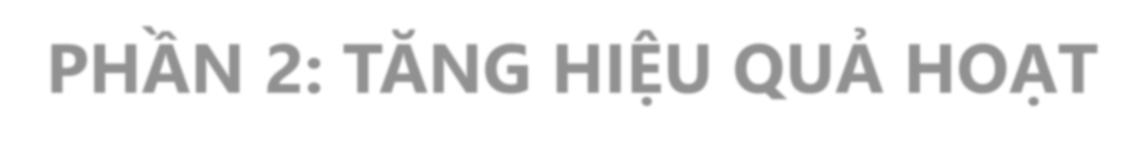 PHẦN 2: TĂNG HIỆU QUẢ HOẠT